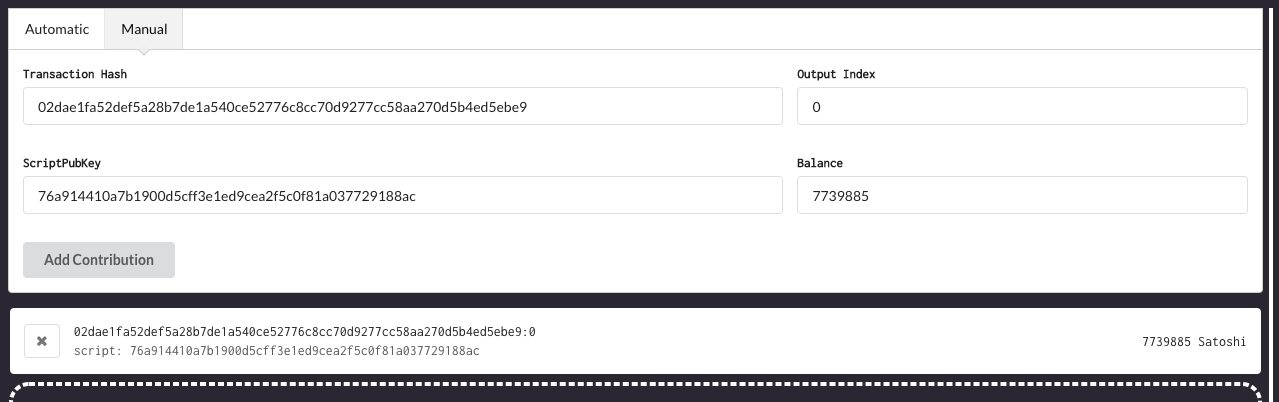 Automatic Manual
Transaction Hash Output Index
02dae1fa52def5a28b7de1a540ce52776c8cc70d9277cc58aa270d5b4ed5ebe9 0
ScriptPubKey Balance
76a914410a7b1900d5cff3e1ed9cea2f5c0f81a037729188ac 7739885
Add Contribution
02dae1fa52def5a28b7de1a540ce52776c8cc70d9277cc58aa270d5b4ed5ebe9:0
script: 76a914410a7b1900d5cff3e1ed9cea2f5c0f81a037729188ac
7739885 Satoshi